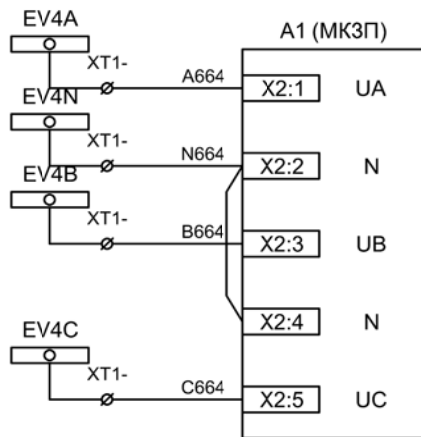 EV4A
A1 (МКЗП)
XT1-
A664
X2:1 UA
EV4N
XT1-
N664
X2:2 N
EV4B
XT1-
B664
X2:3 UB
X2:4 N
EV4C
XT1-
C664
X2:5 UC